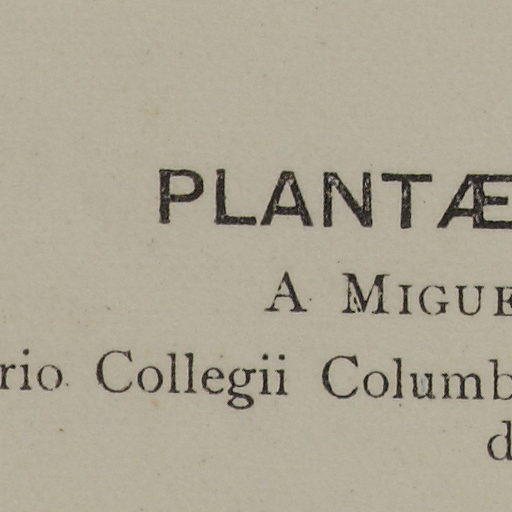 PLANTÆ
A MIGUE
rio Collegii Columb
d